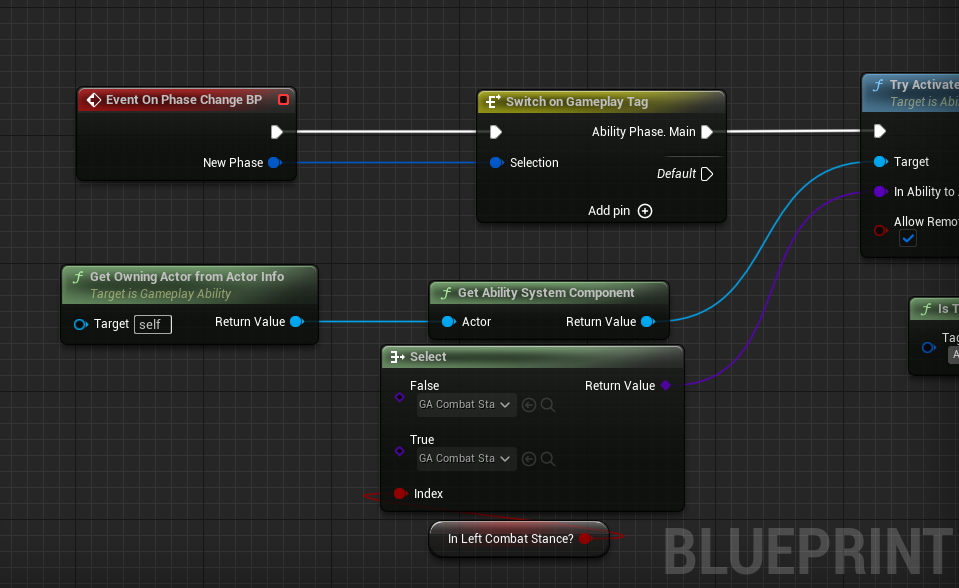 Event On Phase Change BP
New Phase
Switch on Gameplay Tag
Ability Phase. Main
Selection
Default
Add pin
Try Activate
Target is Abi
Target
In Ability to
Allow Remo
Get Owning Actor from Actor Info
Target is Gameplay Ability
Target self Return Value
Get Ability System Component
Actor Return Value
Is T
Tag
A
Select
False Return Value
GA Combat Sta
True
GA Combat Sta
Index
In Left Combat Stance?
BLUEPRINT